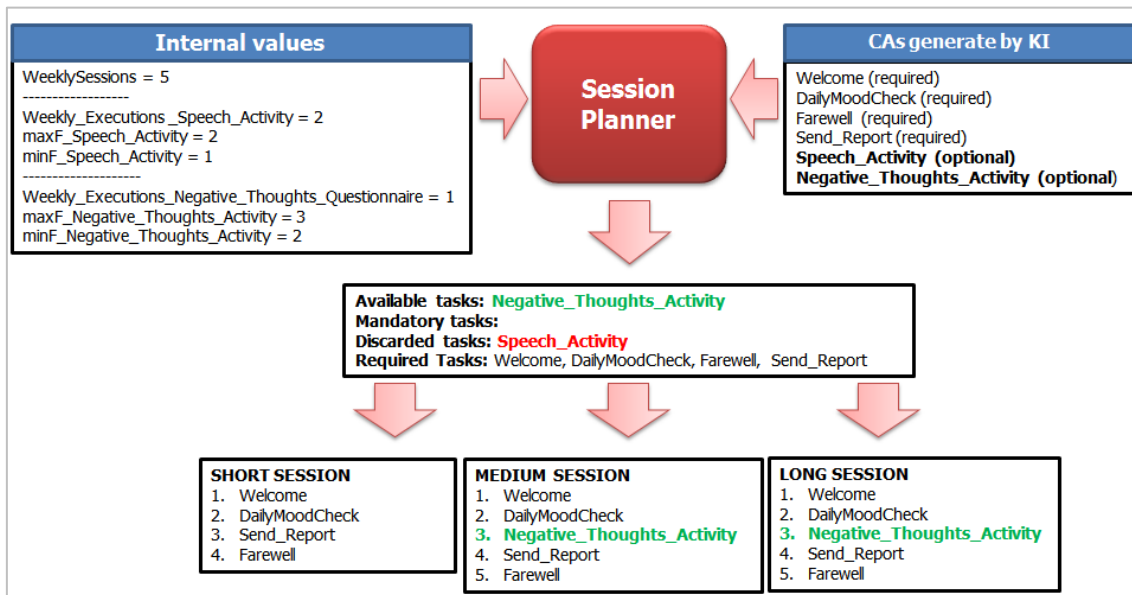 Internal values
WeeklySessions = 5
------------------
Weekly_Executions _Speech_Activity = 2
maxF_Speech_Activity = 2
minF_Speech_Activity = 1
--------------------
Weekly_Executions_Negative_Thoughts_Questionnaire = 1
maxF_Negative_Thoughts_Activity = 3
minF_Negative_Thoughts_Activity = 2
Session
Planner
CAs generate by KI
Welcome (required)
DailyMoodCheck (required)
Farewell (required)
Send_Report (required)
Speech_Activity (optional)
Negative_Thoughts_Activity (optional)
Available tasks: Negative_Thoughts_Activity
Mandatory tasks:
Discarded tasks: Speech_Activity
Required Tasks: Welcome, DailyMoodCheck, Farewell, Send_Report
SHORT SESSION
1. Welcome
2. DailyMoodCheck
3. Send_Report
4. Farewell
MEDIUM SESSION
1. Welcome
2. DailyMoodCheck
3. Negative_Thoughts_Activity
4. Send_Report
5. Farewell
LONG SESSION
1. Welcome
2. DailyMoodCheck
3. Negative_Thoughts_Activity
4. Send_Report
5. Farewell